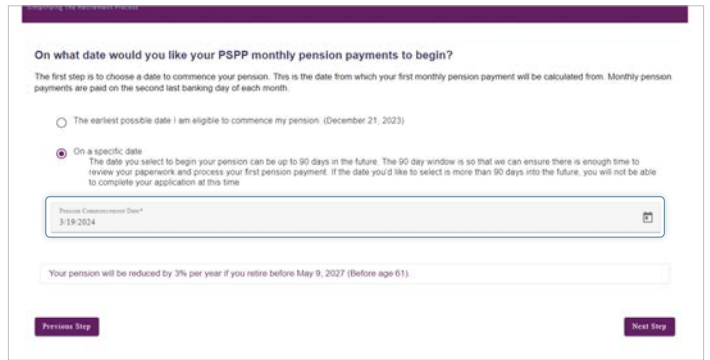 Simplifying the Retirement Process
On what date would you like your PSPP monthly pension payments to begin?
The first step is to choose a date to commence your pension. This is the date from which your first monthly pension payment will be calculated from. Monthly pension
payments are paid on the second last banking day of each month.
The earliest possible date I am eligible to commence my pension. (December 21, 2023)
On a specific date
The date you select to begin your pension can be up to 90 days in the future. The 90 day window is so that we can ensure there is enough time to
review your paperwork and process your first pension payment. If the date you'd like to select is more than 90 days into the future, you will not be able
to complete your application at this time
Pension Commencement Date*
3/19/2024
Your pension will be reduced by 3% per year if you retire before May 9, 2027 (Before age 61).
Previous Step
Next Step